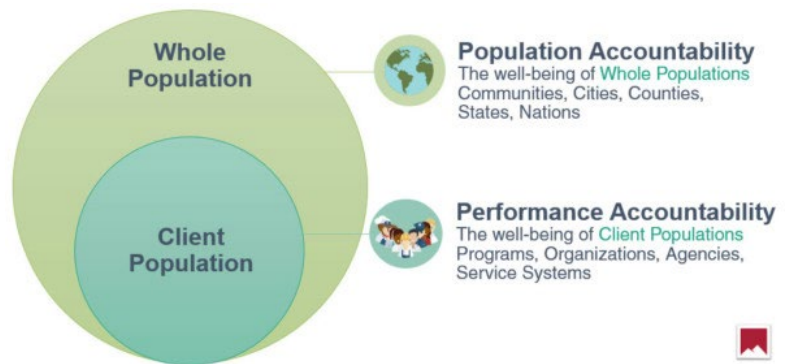 Whole
Population
Population Accountability
The well-being of Whole Populations
Communities, Cities, Counties,
States, Nations
Client
Population
Performance Accountability
The well-being of Client Populations
Programs, Organizations, Agencies,
Service Systems